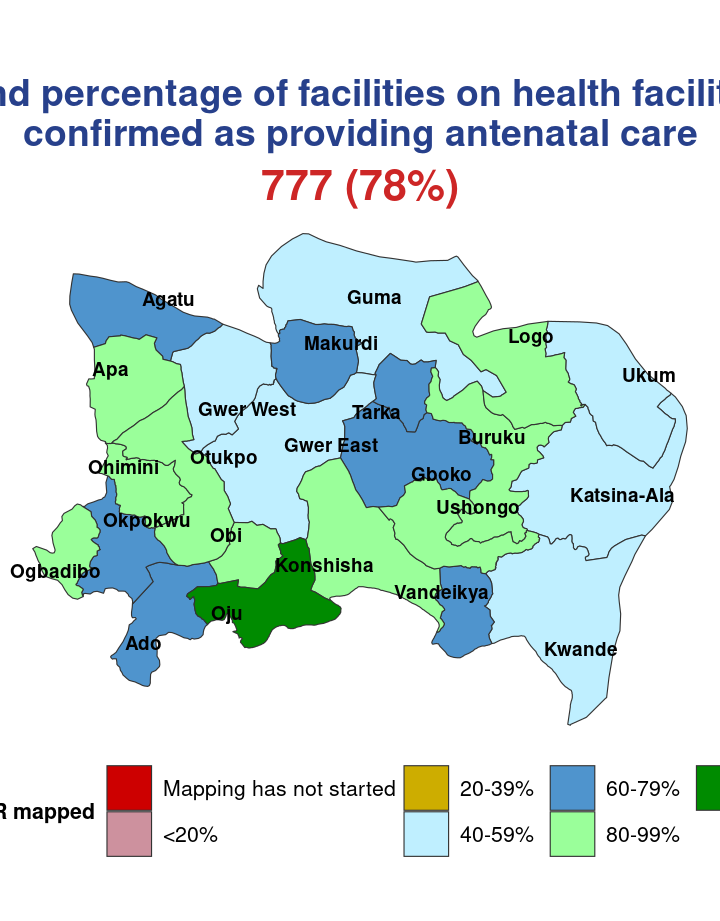 percentage of facilities on health
confirmed as providing antenatal care
777 (78%)
Agatu
Guma
Makurdi
Logo
Apa
Ukum
Gwer West
Tarka
Gwer East
Buruku
Otukpo
Ohimini
Gboko
Katsina-Ala
Ushongo
Okpokwu
Obi
Konshisha
Ogbadibo
Vandeikya
Oju
Ado
Kwande
mapped
Mapping has not started
20-39%
60-79%
<20%
40-59%
80-99%